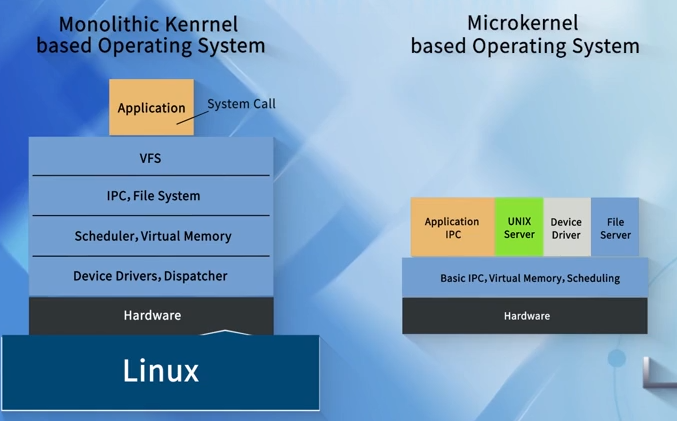 Monolithic Kenrnel
based Operating System
Application
System Call
VFS
IPC, File System
Scheduler, Virtual Memory
Device Drivers, Dispatcher
Hardware
Linux
Microkernel
based Operating System
Application
IPC
UNIX
Server
Device
Driver
File
Server
Basic IPC, Virtual Memory, Scheduling
Hardware